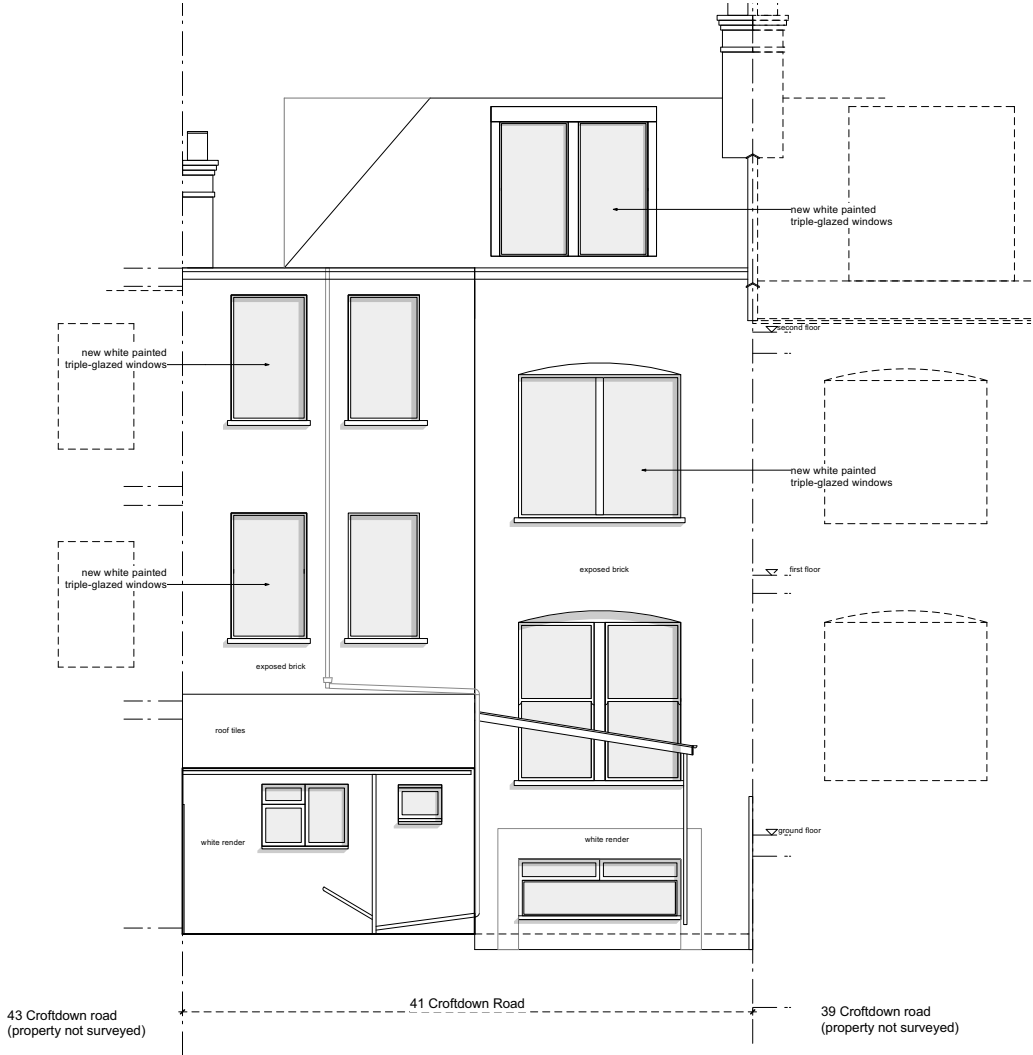 new white painted
triple-glazed windows
second floor
new white painted
triple-glazed windows
new white painted
triple-glazed windows
exposed brick
first floor
new white painted
triple-glazed windows
exposed brick
roof tiles
white render
white render
ground floor
41 Croftdown Road
43 Croftdown road
(property not surveyed)
39 Croftdown road
(property not surveyed)